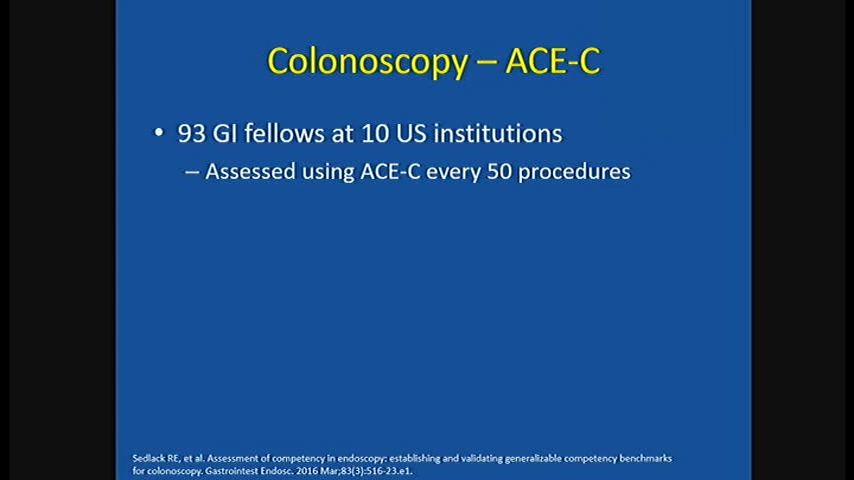 Colonoscopy – ACE-C
• 93 GI fellows at 10 US institutions
– Assessed using ACE-C every 50 procedures
Sedlack RE, et al. Assessment of competency in endoscopy: establishing and validating generalizable competency benchmarks
for colonoscopy. Gastrointest Endosc. 2016 Mar;83(3):516-23.e1.